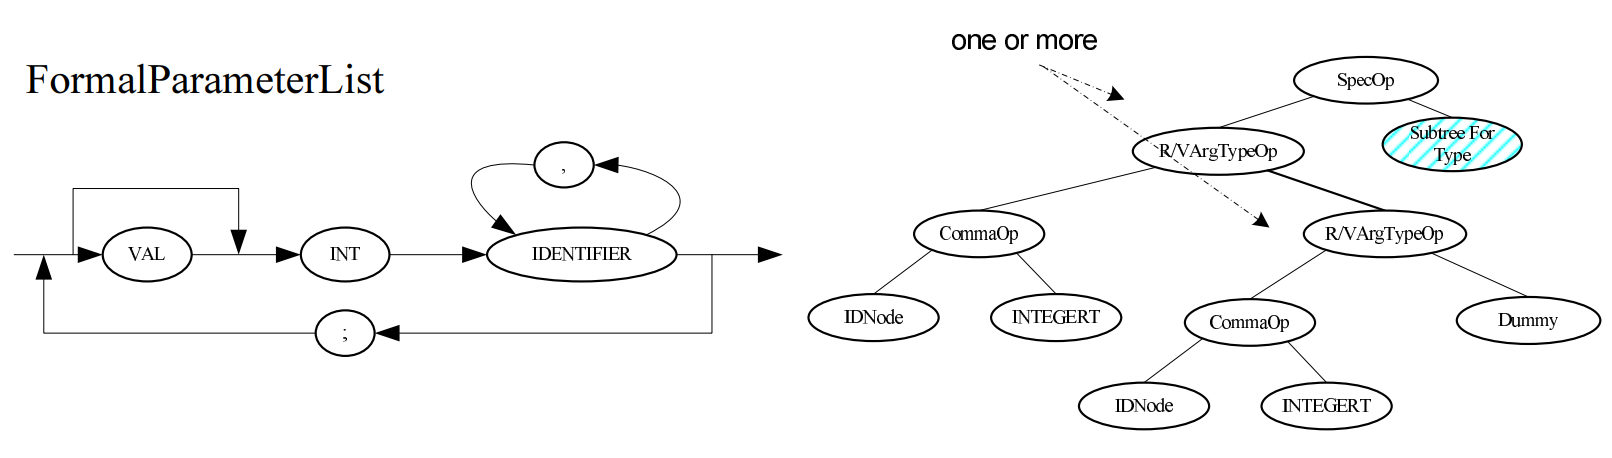 FormalParameterList
,
VAL
INT
IDENTIFIER
;
one or more
SpecOp
Subtree For
Type
R/VArgTypeOp
CommaOp
R/VArgTypeOp
IDNode
INTEGERT
CommaOp
Dummy
IDNode
INTEGERT